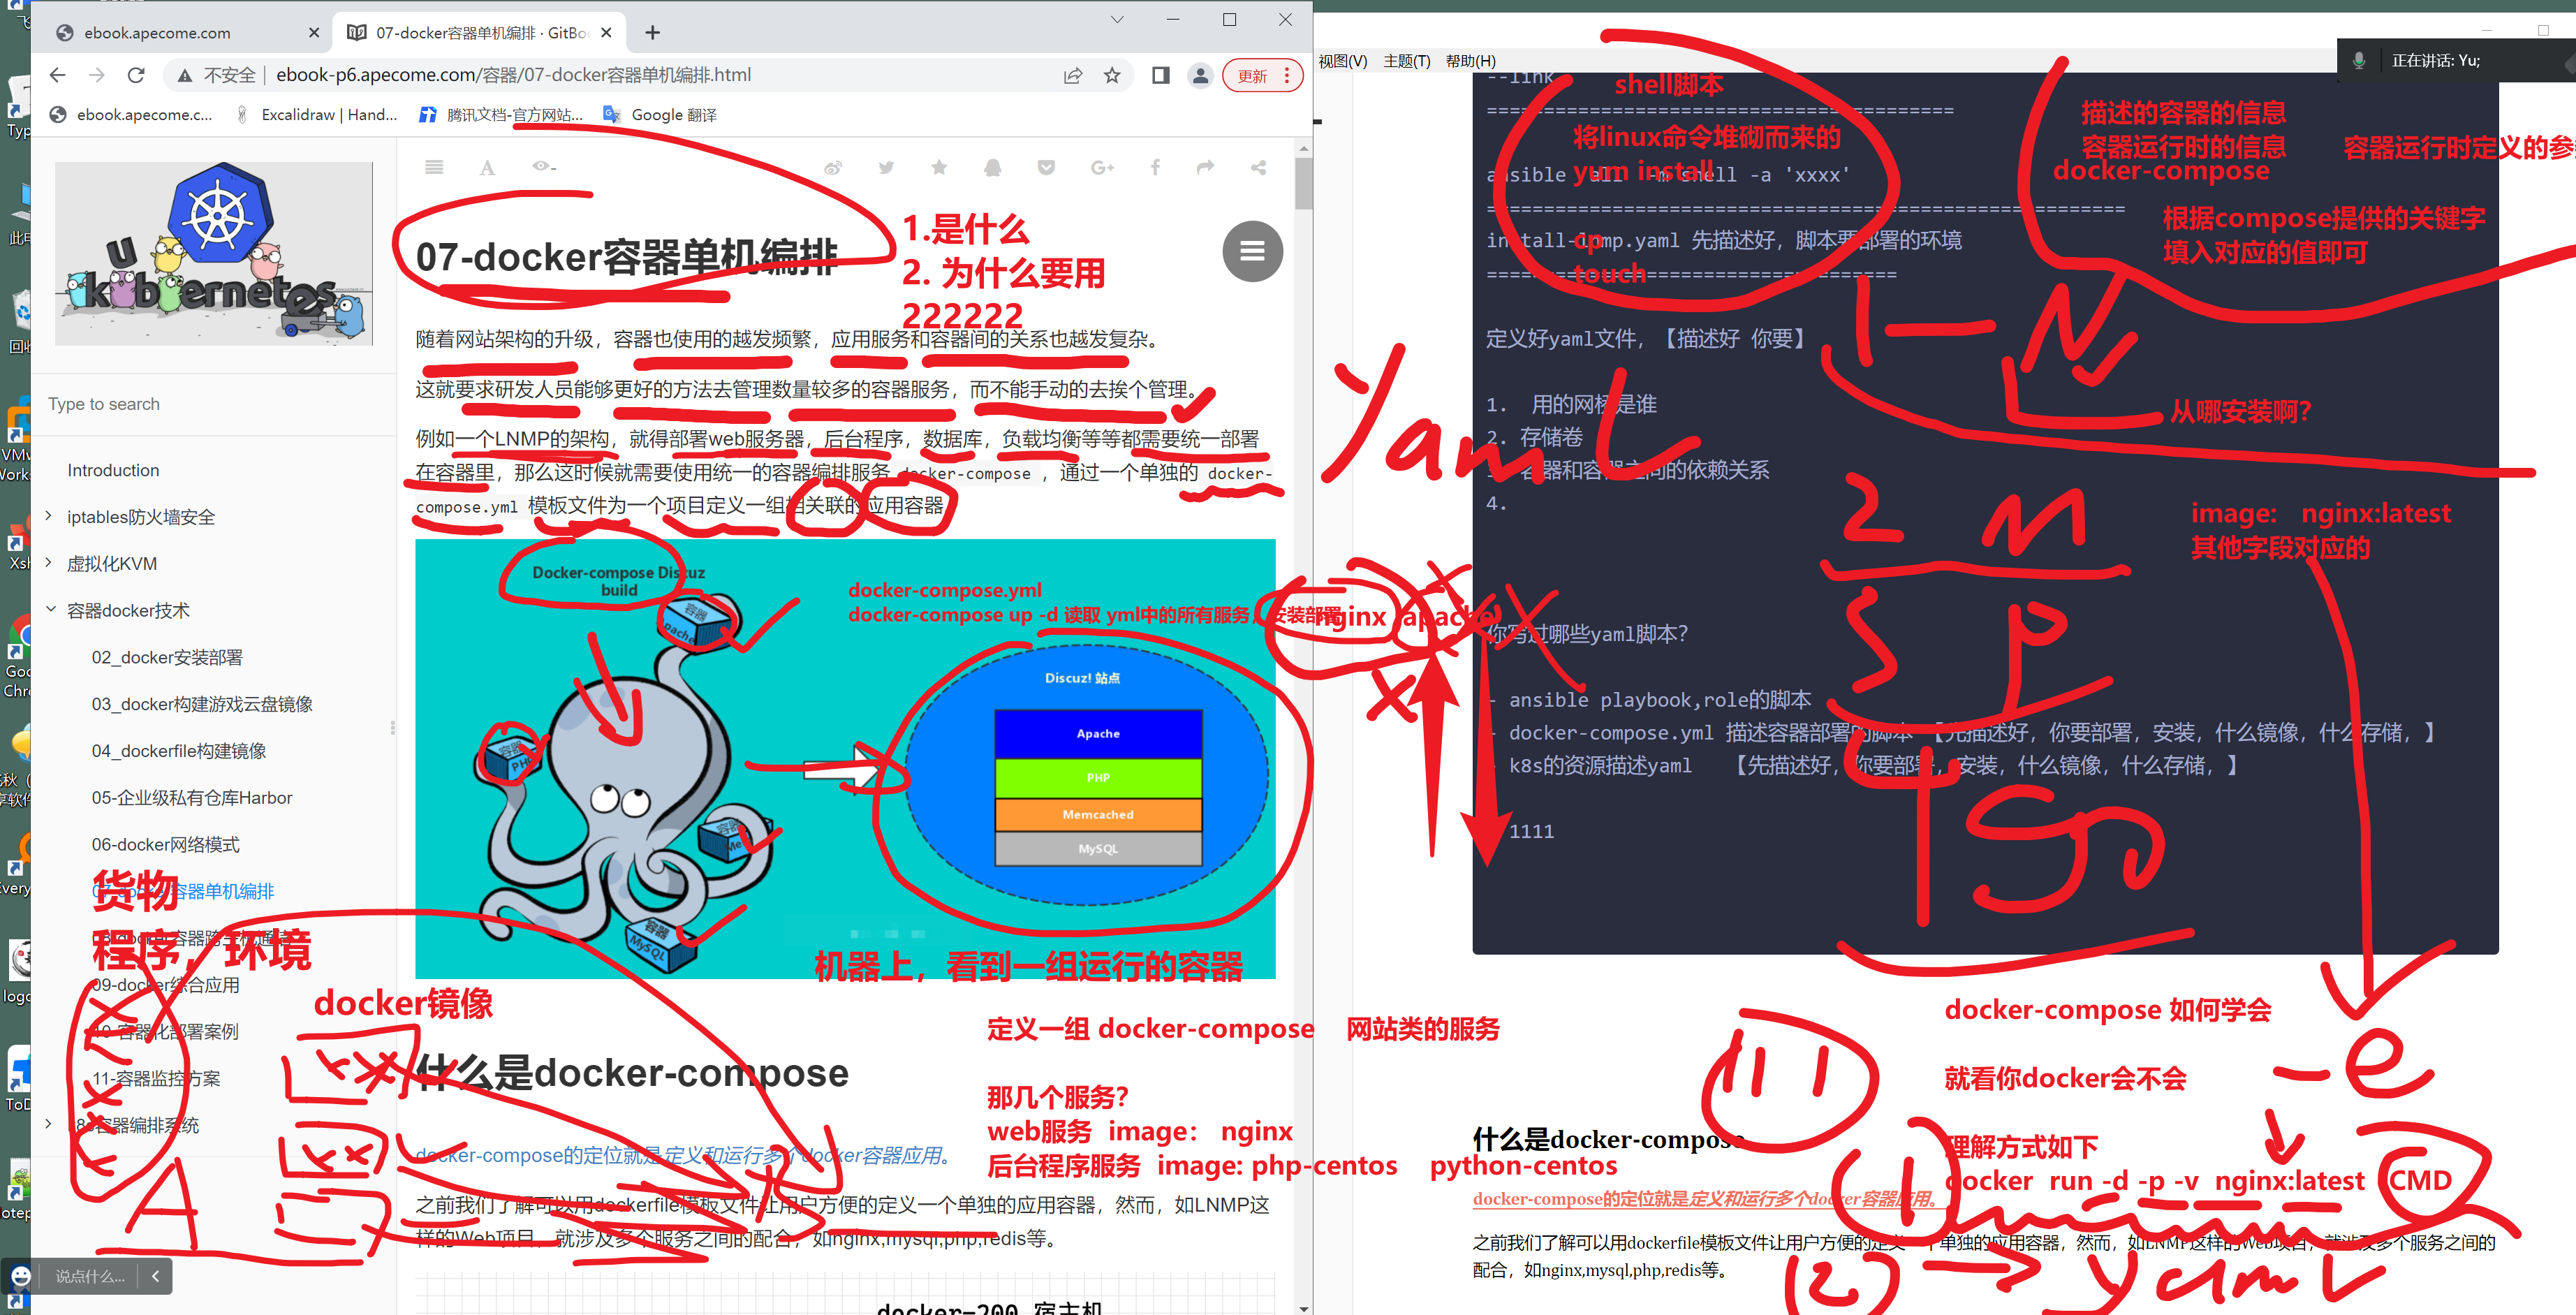 ebook.apecome.com
07-docker容器单机编排 · GitBoo
不安全
ebook-p6.apecome.com/容器/07-docker容器单机编排.html
更新
ebook.apecome.c...
Excalidraw | Hand...
腾讯文档-官方网站...
Google 翻译
kubernetes
Type to search
Introduction
iptables防火墙安全
虚拟化KVM
容器docker技术
02_docker安装部署
03_docker构建游戏云盘镜像
04_dockerfile构建镜像
05-企业级私有仓库Harbor
06-docker网络模式
07-docker容器单机编排
货物
08-docker容器跨主机通信
程序，环境
09-docker综合应用
10-容器化部署案例
11-容器监控方案
k8s容器编排系统
A
docker镜像
说点什么...
07-docker容器单机编排
1.是什么
2. 为什么要用
222222
随着网站架构的升级，容器也使用的越发频繁，应用服务和容器间的关系也越发复杂。
这就要求研发人员能够更好的方法去管理数量较多的容器服务，而不能手动的去挨个管理。
例如一个LNMP的架构，就得部署web服务器，后台程序，数据库，负载均衡等等都需要统一部署
在容器里，那么这时候就需要使用统一的容器编排服务 docker-compose ，通过一个单独的 docker-
compose.yml 模板文件为一个项目定义一组相关联的应用容器
Docker-compose Discuz
build
docker-compose.yml
docker-compose up -d 读取 yml中的所有服务，安装部署
nginx apache
容器
Apache
容器
PHP
容器
Me
容器
MySQL
Discuz! 站点
Apache
PHP
Memcached
MySQL
机器上，看到一组运行的容器
定义一组 docker-compose 网站类的服务
什么是docker-compose
那几个服务？
web服务 image： nginx
后台程序服务 image: php-centos python-centos
docker-compose的定位就是定义和运行多个docker容器应用。
之前我们了解可以用dockerfile模板文件让用户方便的定义一个单独的应用容器，然而，如LNMP这
样的Web项目，就涉及多个服务之间的配合，如nginx,mysql,php,redis等。
docker-200 宿主机
视图(V) 主题(T) 帮助(H)
正在讲话: Yu;
--link
shell脚本
将linux命令堆砌而来的
yum install
ansible all -m shell -a 'xxxx'
cp
touch
install-lnmp.yaml 先描述好，脚本要部署的环境
描述的容器的信息
容器运行时的信息 容器运行时定义的参
docker-compose
根据compose提供的关键字
填入对应的值即可
1 — N
定义好yaml文件，【描述好 你要】
Yaml
从哪安装啊？
1. 用的网桥是谁
2. 存储卷
3. 容器和容器之间的依赖关系
4.
2 M
image: nginx:latest
其他字段对应的
3 P
你写过哪些yaml脚本？
- ansible playbook,role的脚本
- docker-compose.yml 描述容器部署的脚本 【先描述好，你要部署，安装，什么镜像，什么存储，】
- k8s的资源描述yaml 【先描述好，你要部署，安装，什么镜像，什么存储，】
- 1111
docker-compose 如何学会
就看你docker会不会
-e
理解方式如下
docker run -d -p -v nginx:latest CMD
①
②
yaml
什么是docker-compose
docker-compose的定位就是定义和运行多个docker容器应用。
之前我们了解可以用dockerfile模板文件让用户方便的定义一个单独的应用容器，然而，如LNMP这样的Web项目，就涉及多个服务之间的
配合，如nginx,mysql,php,redis等。